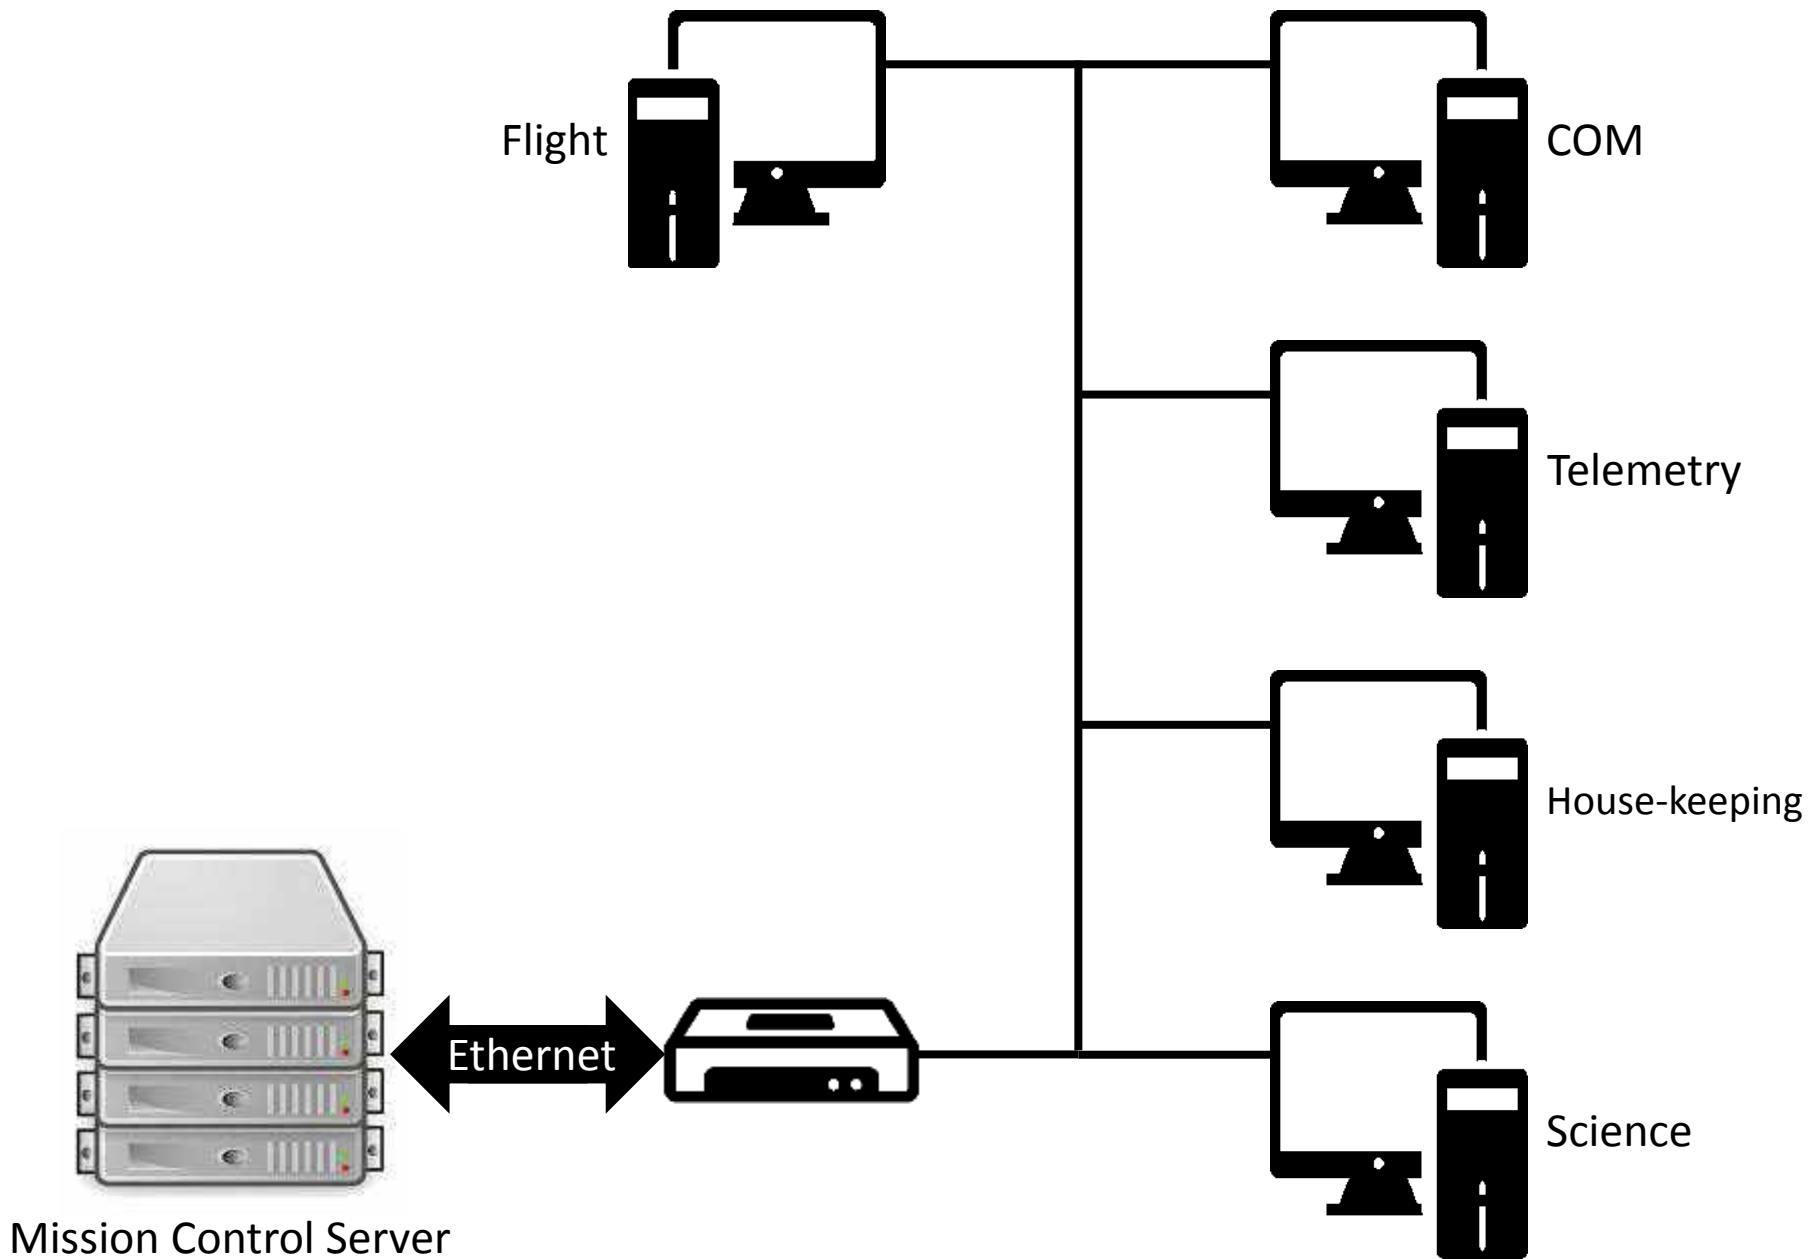 Flight
COM
Telemetry
House-keeping
Ethernet
Science
Mission Control Server